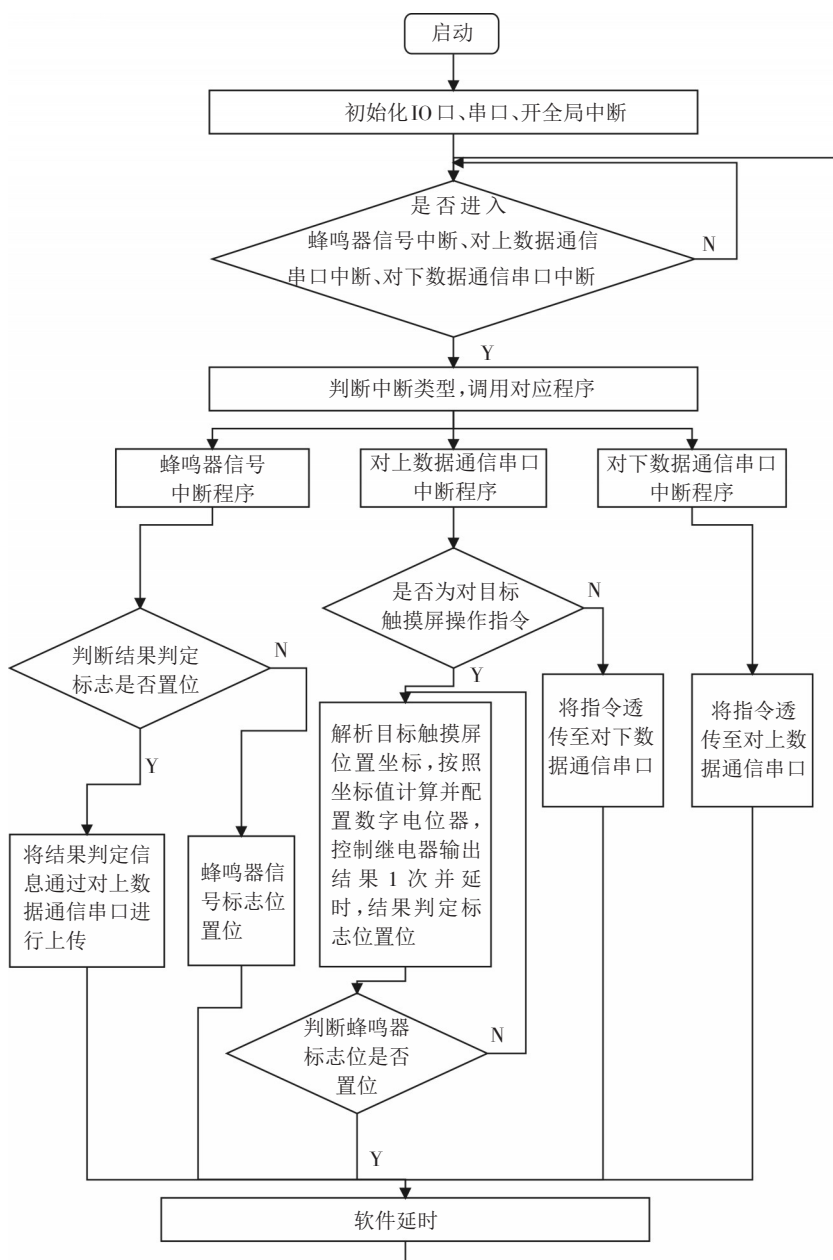 启动
初始化IO口、串口、开全局中断
是否进入
蜂鸣器信号中断、对上数据通信
串口中断、对下数据通信串口中断
N
Y
判断中断类型,调用对应程序
蜂鸣器信号
中断程序
对上数据通信串口
中断程序
对下数据通信串口
中断程序
是否为对目标
触摸屏操作指令
N
Y
判断结果判定
标志是否置位
N
Y
解析目标触摸屏
位置坐标,按照
坐标值计算并配
置数字电位器,
控制继电器输出
结果1次并延
时,结果判定标
志位置位
将指令透
传至对下数
据通信串口
将指令透
传至对上数
据通信串口
将结果判定信
息通过对上数
据通信串口进
行上传
蜂鸣器信
号标志位
置位
判断蜂鸣器
标志位是否
置位
N
Y
软件延时